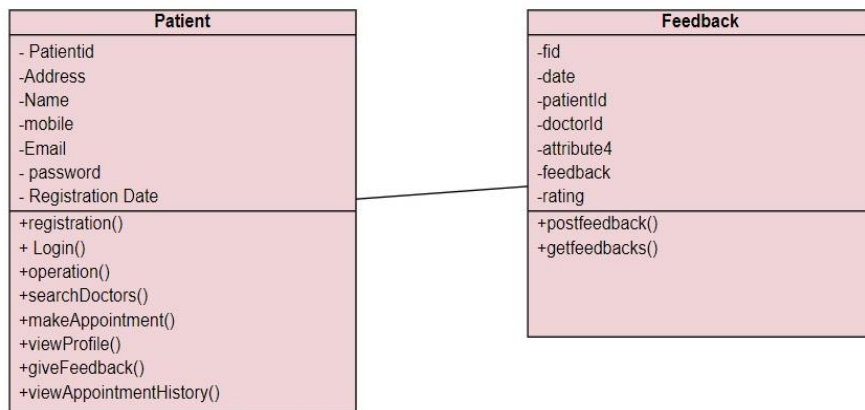 Patient
- Patientid
-Address
-Name
-mobile
-Email
- password
- Registration Date
+registration()
+ Login()
+operation()
+searchDoctors()
+makeAppointment()
+viewProfile()
+giveFeedback()
+viewAppointmentHistory()
Feedback
-fid
-date
-patientId
-doctorId
-attribute4
-feedback
-rating
+postfeedback()
+getfeedbacks()